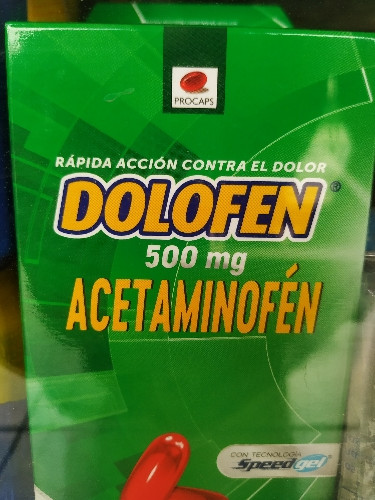 PROCAPS
RÁPIDA ACCIÓN CONTRA EL DOLOR
DOLOFEN®
500 mg
ACETAMINOFÉN
CON TECNOLOGÍA
Speedgel